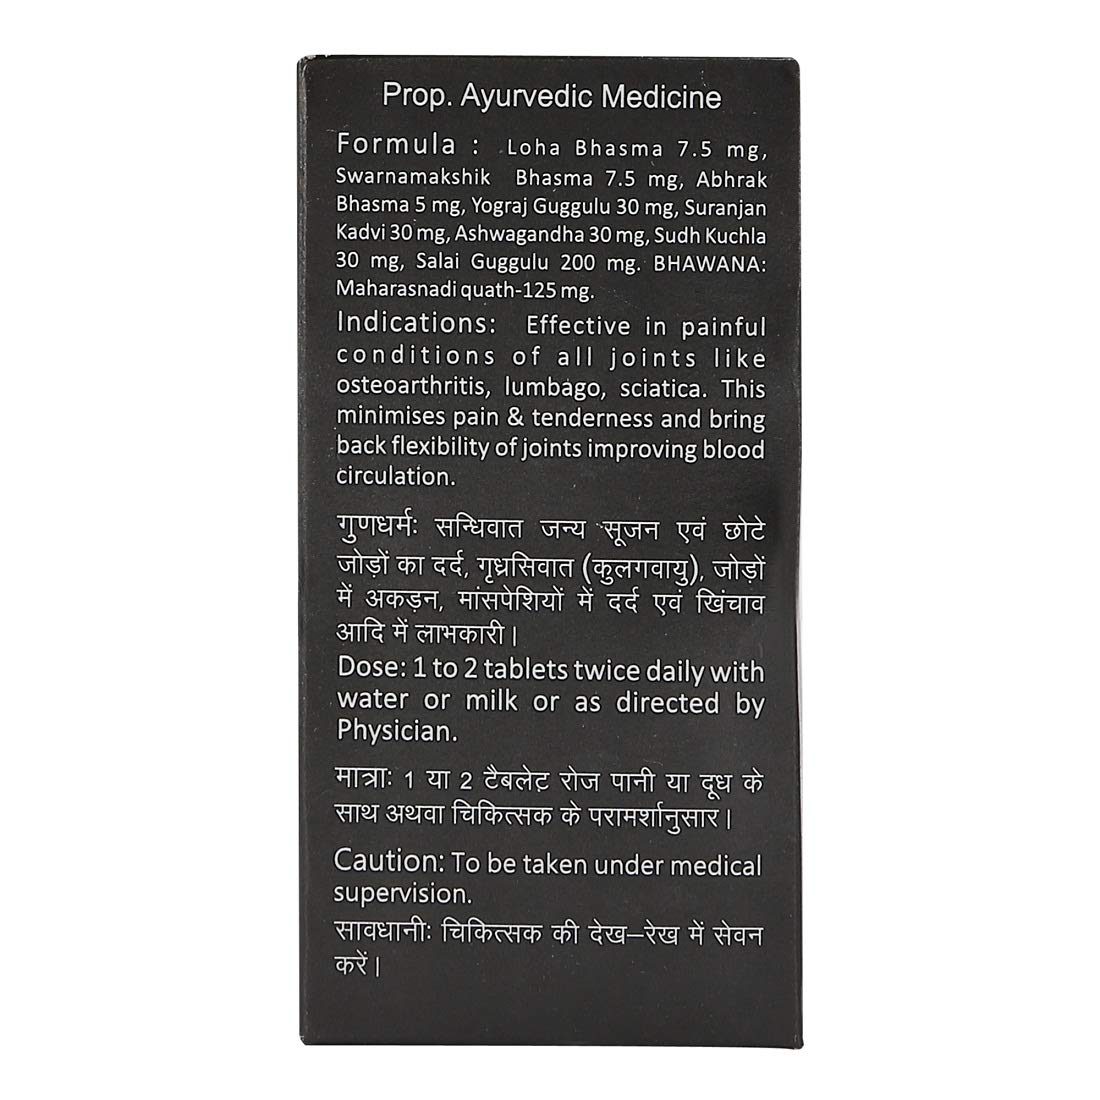 Prop. Ayurvedic Medicine
Formula : Loha Bhasma 7.5 mg,
Swarnamakshik Bhasma 7.5 mg, Abhrak
Bhasma 5 mg, Yograj Guggulu 30 mg, Suranjan
Kadvi 30 mg, Ashwagandha 30 mg, Sudh Kuchla
30 mg, Salai Guggulu 200 mg. BHAWANA:
Maharasnadi quath-125 mg.
Indications: Effective in painful
conditions of all joints like
osteoarthritis, lumbago, sciatica. This
minimises pain & tenderness and bring
back flexibility of joints improving blood
circulation.
गुणधर्मः सन्धिवात जन्य सूजन एवं छोटे
जोड़ों का दर्द, गृध्रसिवात (कुलगवायु), जोड़ों
में अकड़न, मांसपेशियों में दर्द एवं खिंचाव
आदि में लाभकारी।
Dose: 1 to 2 tablets twice daily with
water or milk or as directed by
Physician.
मात्राः 1 या 2 टैबलेट़ रोज पानी या दूध के
साथ अथवा चिकित्सक के परामर्शानुसार।
Caution: To be taken under medical
supervision.
सावधानीः चिकित्सक की देख–रेख में सेवन
करें।